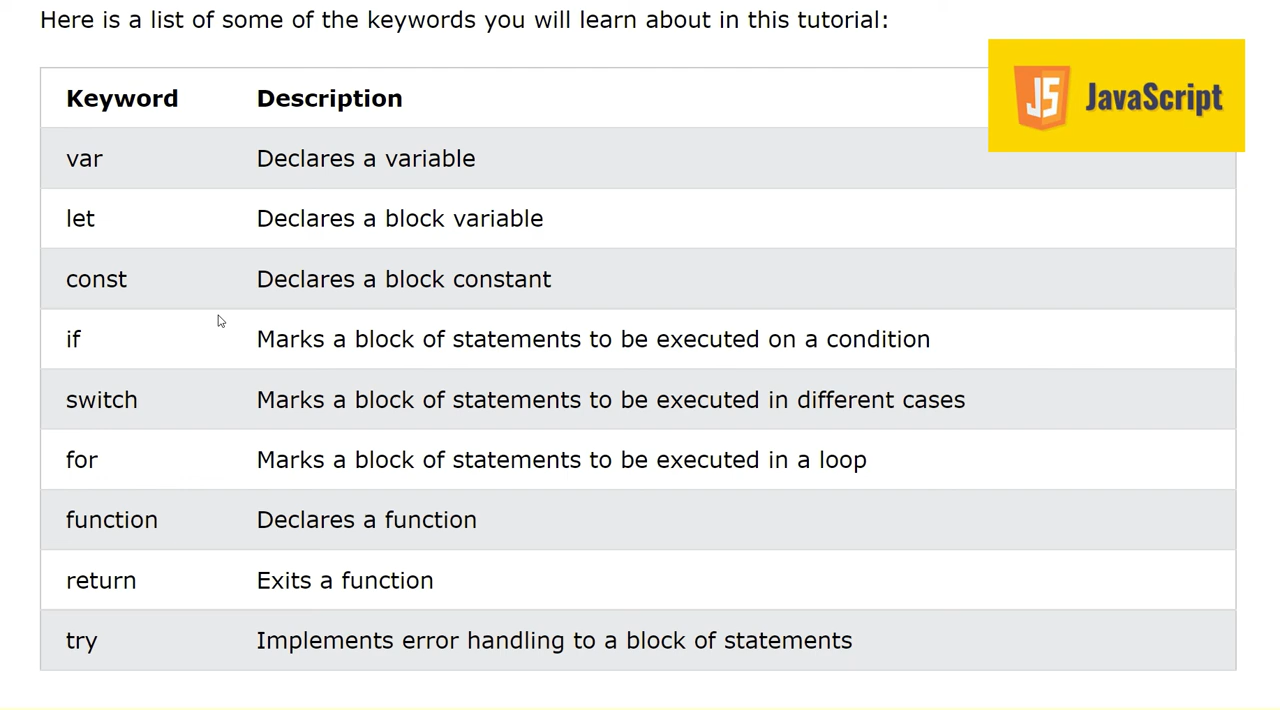 Here is a list of some of the keywords you will learn about in this tutorial:
JS JavaScript
Keyword Description
var Declares a variable
let Declares a block variable
const Declares a block constant
if Marks a block of statements to be executed on a condition
switch Marks a block of statements to be executed in different cases
for Marks a block of statements to be executed in a loop
function Declares a function
return Exits a function
try Implements error handling to a block of statements